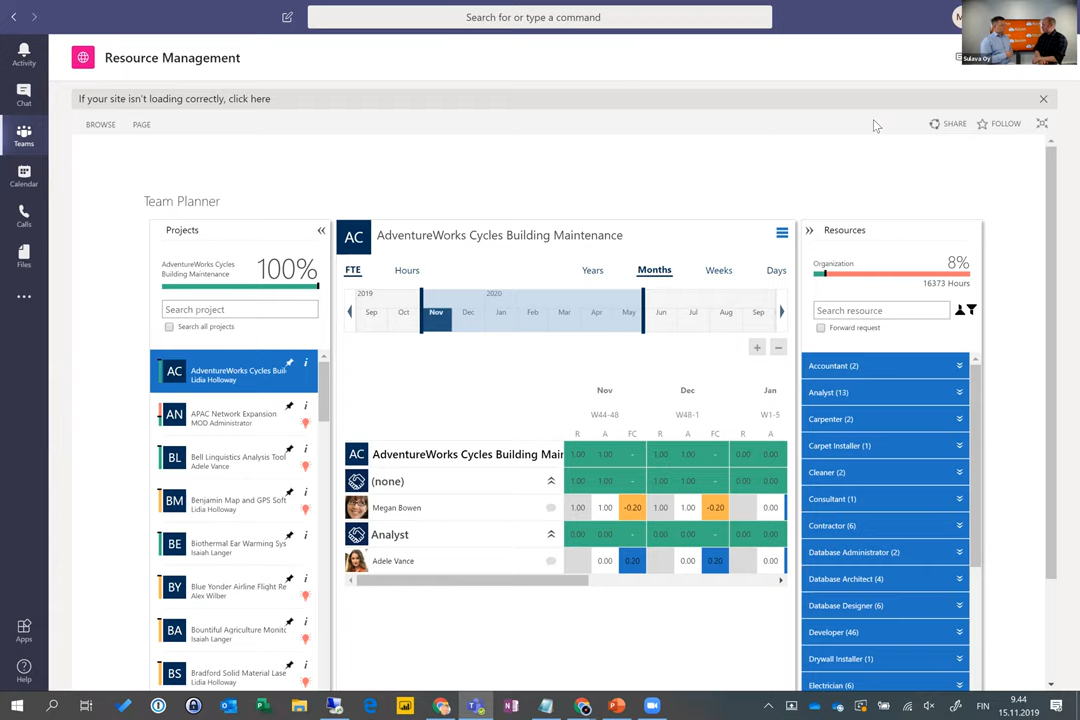 Search for or type a command
M
Sulava Oy
Activity
Resource Management
Chat
If your site isn't loading correctly, click here
BROWSE PAGE
SHARE FOLLOW
Teams
Calendar
Calls
Files
Team Planner
Projects
AdventureWorks Cycles
Building Maintenance
100%
Search project
Search all projects
AC
AdventureWorks Cycles Buil
Lidia Holloway
AN
APAC Network Expansion
MOD Administrator
BL
Bell Linguistics Analysis Tool
Adele Vance
BM
Benjamin Map and GPS Soft
Lidia Holloway
BE
Biothermal Ear Warming Sys
Isaiah Langer
BY
Blue Yonder Airline Flight Re
Alex Wilber
BA
Bountiful Agriculture Monito
Isaiah Langer
BS
Bradford Solid Material Lase
Lidia Holloway
AC AdventureWorks Cycles Building Maintenance
FTE Hours Years Months Weeks Days
2019 2020
Sep Oct Nov Dec Jan Feb Mar Apr May Jun Jul Aug Sep
+ −
Nov Dec Jan
W44-48 W48-1 W1-5
R A FC R A FC R A
AC AdventureWorks Cycles Building Mair 1.00 1.00 - 1.00 1.00 - 0.00 0.00
(none) 1.00 1.00 - 1.00 1.00 - 0.00 0.00
Megan Bowen 1.00 1.00 -0.20 1.00 1.00 -0.20 0.00
Analyst 0.00 0.00 - 0.00 0.00 - 0.00 0.00
Adele Vance 0.00 0.20 0.00 0.20 0.00
Resources
Organization 8%
16373 Hours
Search resource
Forward request
Accountant (2)
Analyst (13)
Carpenter (2)
Carpet Installer (1)
Cleaner (2)
Consultant (1)
Contractor (6)
Database Administrator (2)
Database Architect (4)
Database Designer (6)
Developer (46)
Drywall Installer (1)
Electrician (6)
Apps
Help
FIN
9.44
15.11.2019